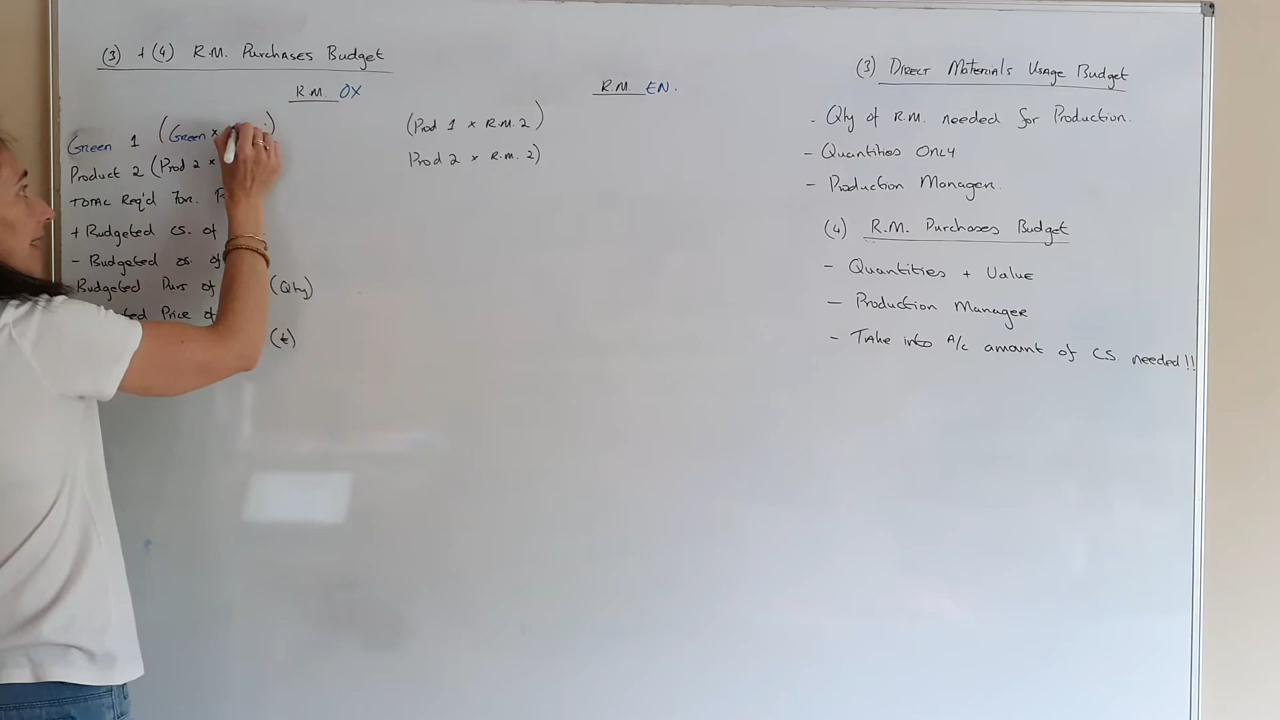 (3) + (4) R.M. Purchases Budget
R.M. OX
R.M. EN.
Green 1 (Green x
(Prod 1 x R.M. 2)
Product 2 (Prod 2 x
Prod 2 x R.M. 2)
TOTAL Req'd For.
+ Budgeted CS. of
- Budgeted os. of
Budgeted Purs of (Qty)
Price of
(€)
(3) Direct Materials Usage Budget
- Qty of R.M. needed for Production.
- Quantities Only
- Production Manager.
(4) R.M. Purchases Budget
- Quantities + Value
- Production Manager
- Take into A/c amount of C.S. needed!!